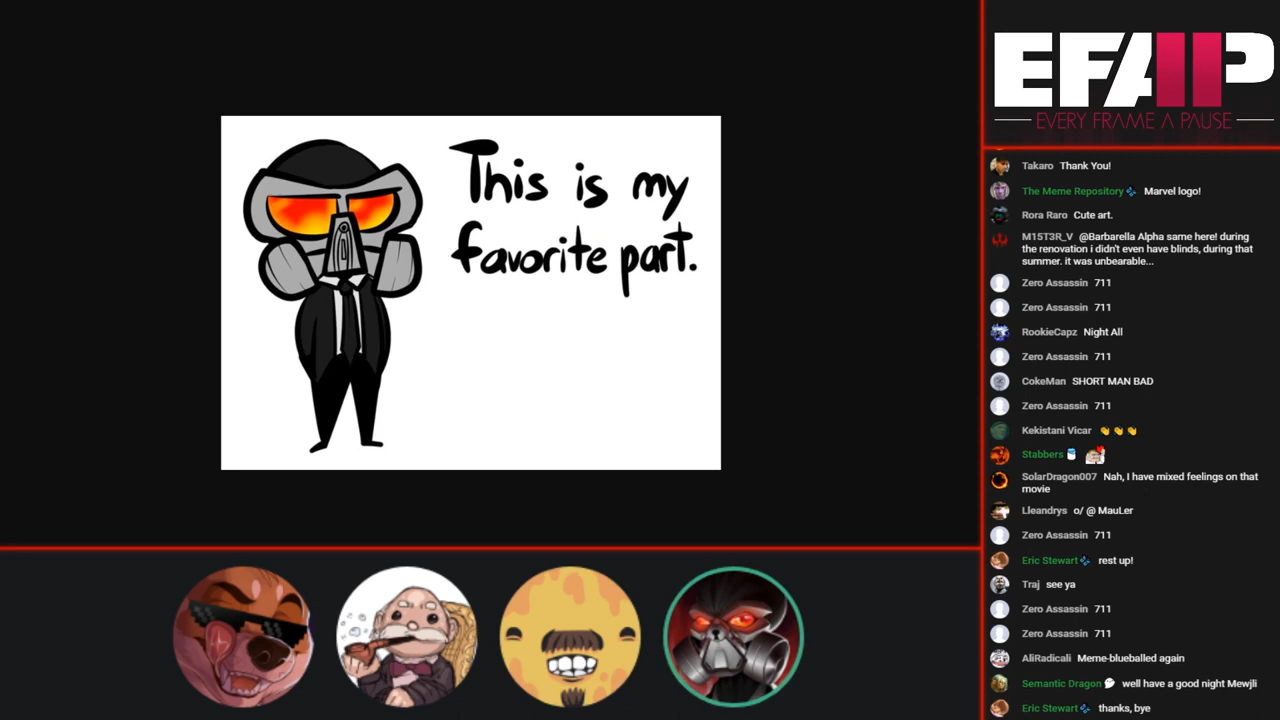 This is my
favorite part.
EFAP
EVERY FRAME A PAUSE
Takaro Thank You!
The Meme Repository Marvel logo!
Rora Raro Cute art.
M15T3R_V @Barbarella Alpha same here! during
the renovation i didn't even have blinds, during that
summer. it was unbearable...
Zero Assassin 711
Zero Assassin 711
RookieCapz Night All
Zero Assassin 711
CokeMan SHORT MAN BAD
Zero Assassin 711
Kekistani Vicar 👏 👏 👏
Stabbers
SolarDragon007 Nah, I have mixed feelings on that
movie
Lleandrys o/ @ MauLer
Zero Assassin 711
Eric Stewart rest up!
Traj see ya
Zero Assassin 711
Zero Assassin 711
AliRadicali Meme-blueballed again
Semantic Dragon well have a good night Mewjli
Eric Stewart thanks, bye